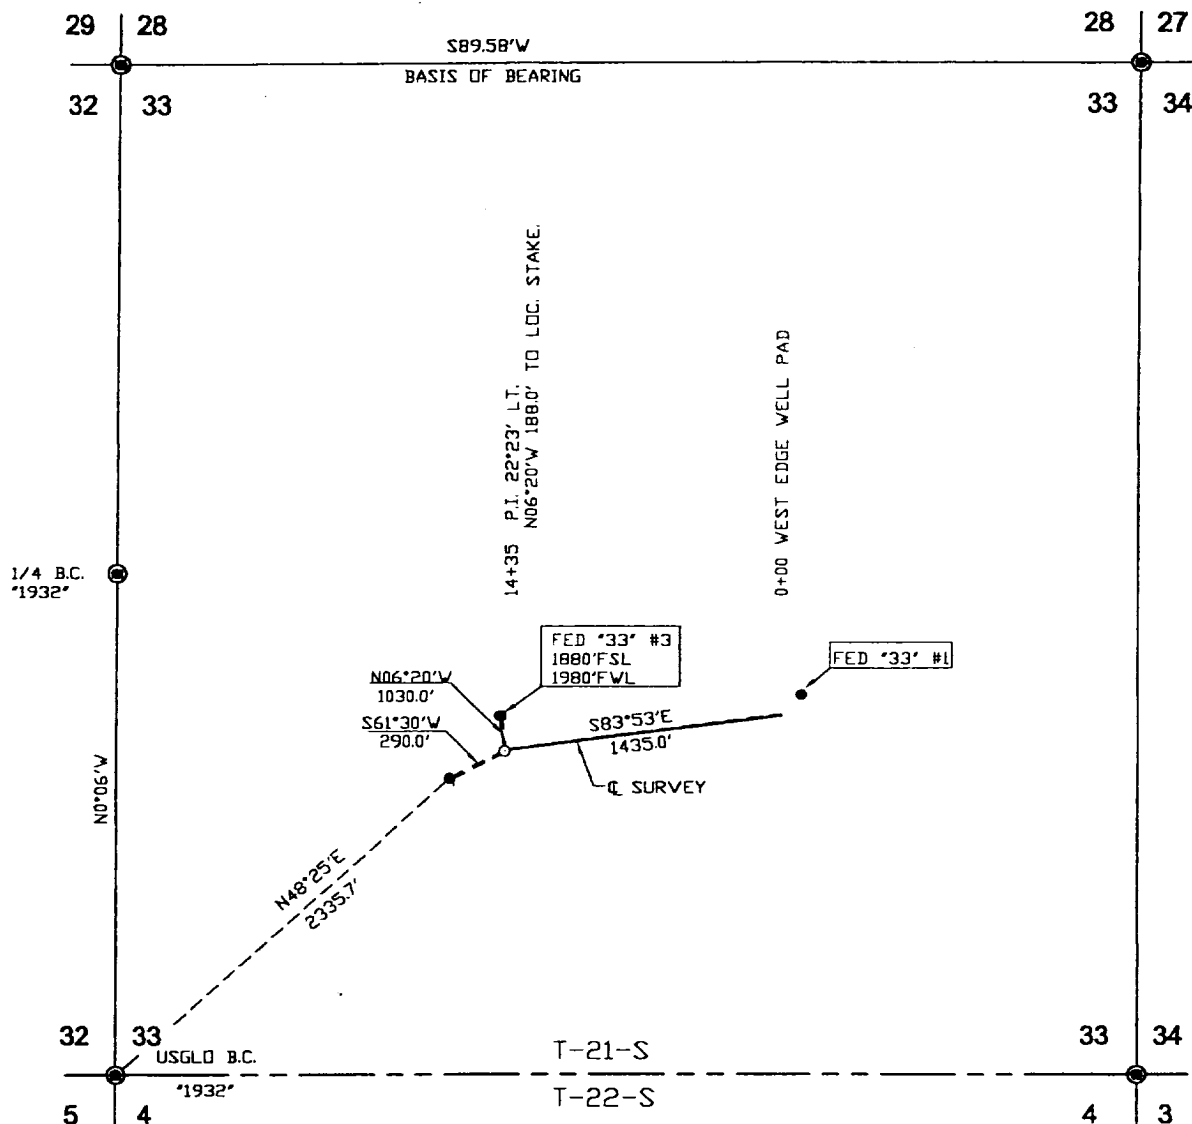 29 28
28 27
S89.58'W
BASIS OF BEARING
32 33
33 34
14+35 P.I. 22°23' LT.
N06°20'W 188.0' TO LOC. STAKE.
0+00 WEST EDGE WELL PAD
1/4 B.C.
"1932"
FED "33" #3
1880'FSL
1980'FWL
FED "33" #1
N06°20'W
1030.0'
S61°30'W
290.0'
S83°53'E
1435.0'
℄ SURVEY
N0°06'W
N48°25'E
2335.7'
32 33
33 34
USGLO B.C.
"1932"
T-21-S
T-22-S
5 4
4 3